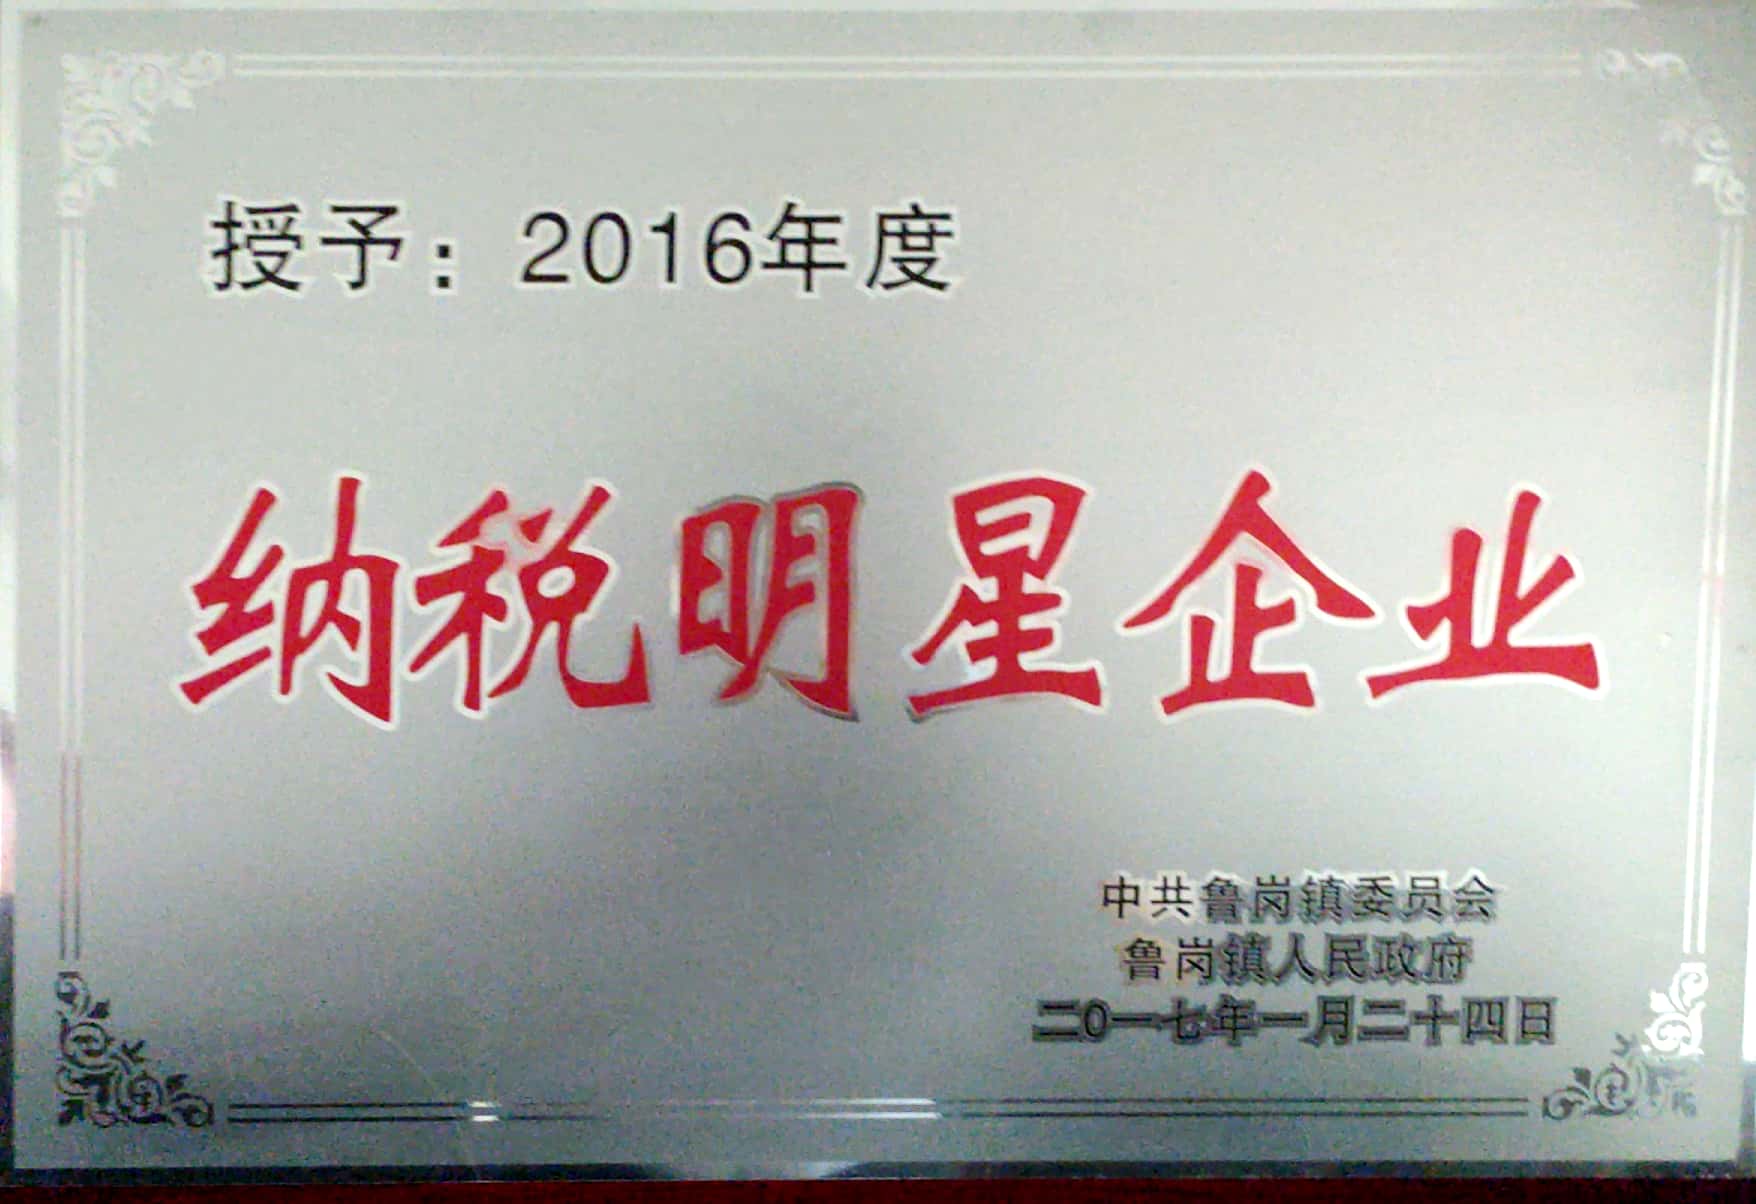 授予：2016年度
纳税明星企业
中共鲁岗镇委员会
鲁岗镇人民政府
二0一七年一月二十四日